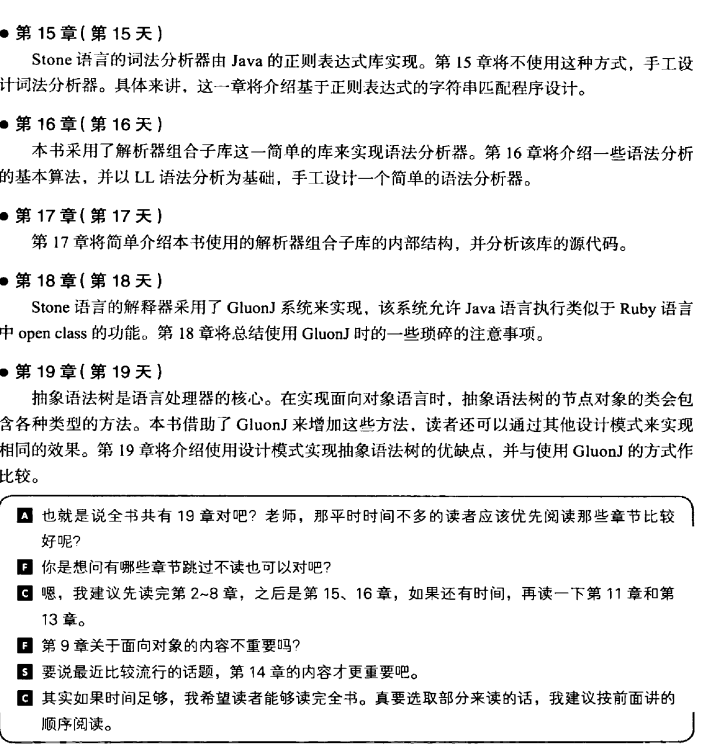 ● 第 15 章（第 15 天）
Stone 语言的词法分析器由 Java 的正则表达式库实现。第 15 章将不使用这种方式，手工设
计词法分析器。具体来讲，这一章将介绍基于正则表达式的字符串匹配程序设计。
● 第 16 章（第 16 天）
本书采用了解析器组合子库这一简单的库来实现语法分析器。第 16 章将介绍一些语法分析
的基本算法，并以 LL 语法分析为基础，手工设计一个简单的语法分析器。
● 第 17 章（第 17 天）
第 17 章将简单介绍本书使用的解析器组合子库的内部结构，并分析该库的源代码。
● 第 18 章（第 18 天）
Stone 语言的解释器采用了 GluonJ 系统来实现，该系统允许 Java 语言执行类似于 Ruby 语言
中 open class 的功能。第 18 章将总结使用 GluonJ 时的一些琐碎的注意事项。
● 第 19 章（第 19 天）
抽象语法树是语言处理器的核心。在实现面向对象语言时，抽象语法树的节点对象的类会包
含各种类型的方法。本书借助了 GluonJ 来增加这些方法，读者还可以通过其他设计模式来实现
相同的效果。第 19 章将介绍使用设计模式实现抽象语法树的优缺点，并与使用 GluonJ 的方式作
比较。
A 也就是说全书共有 19 章对吧？老师，那平时时间不多的读者应该优先阅读那些章节比较
好呢？
F 你是想问有哪些章节跳过不读也可以对吧？
C 嗯，我建议先读完第 2~8 章，之后是第 15、16 章，如果还有时间，再读一下第 11 章和第
13 章。
F 第 9 章关于面向对象的内容不重要吗？
S 要说最近比较流行的话题，第 14 章的内容才更重要吧。
C 其实如果时间足够，我希望读者能够读完全书。真要选取部分来读的话，我建议按前面讲的
顺序阅读。